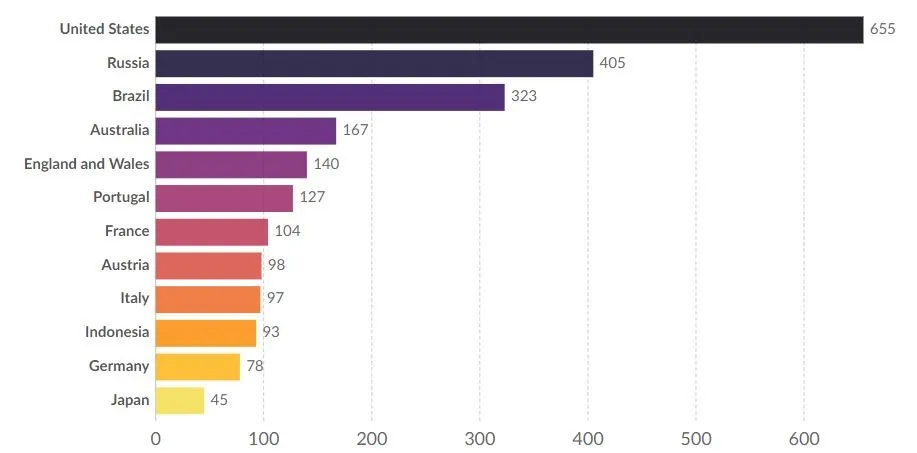 United States 655
Russia 405
Brazil 323
Australia 167
England and Wales 140
Portugal 127
France 104
Austria 98
Italy 97
Indonesia 93
Germany 78
Japan 45
0 100 200 300 400 500 600